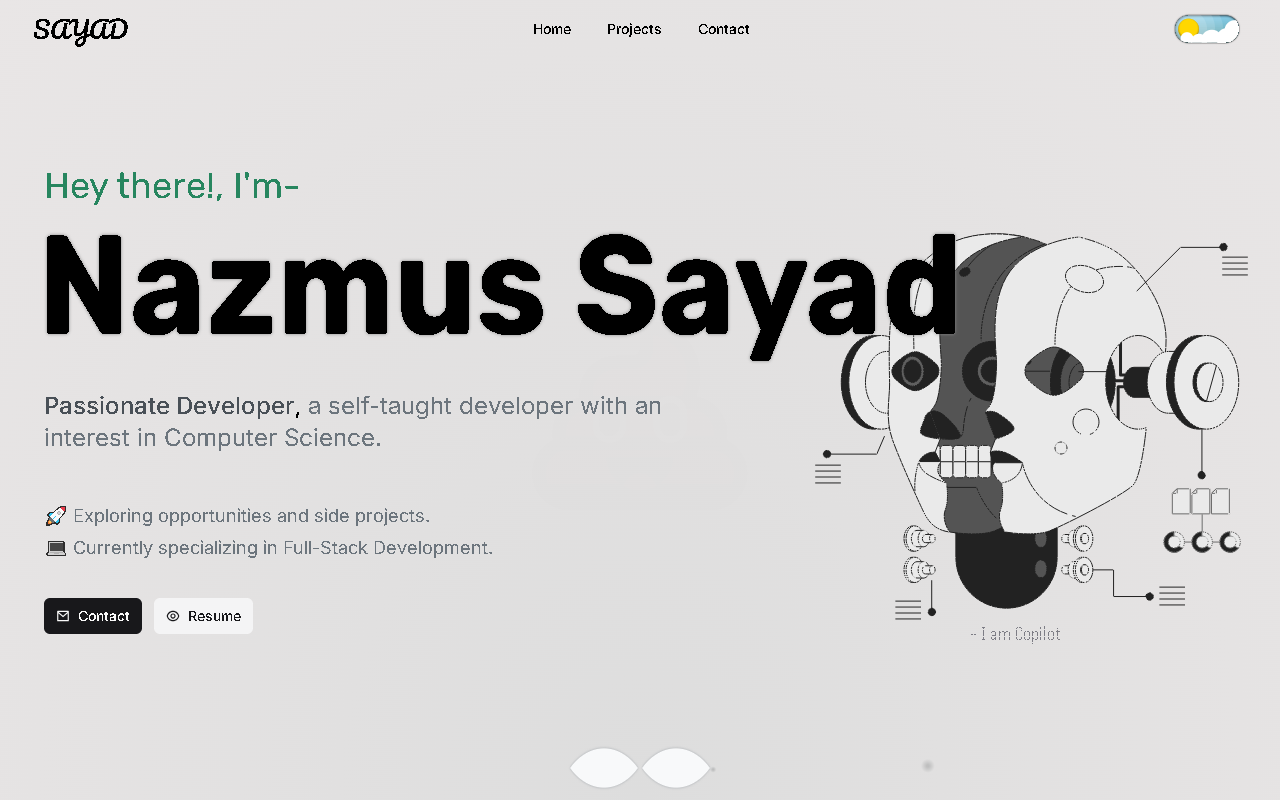 SAYAD
Home
Projects
Contact
Hey there!, I'm-
Nazmus Sayad
Passionate Developer, a self-taught developer with an
interest in Computer Science.
🚀 Exploring opportunities and side projects.
💻 Currently specializing in Full-Stack Development.
Contact
Resume
~ I am Copilot